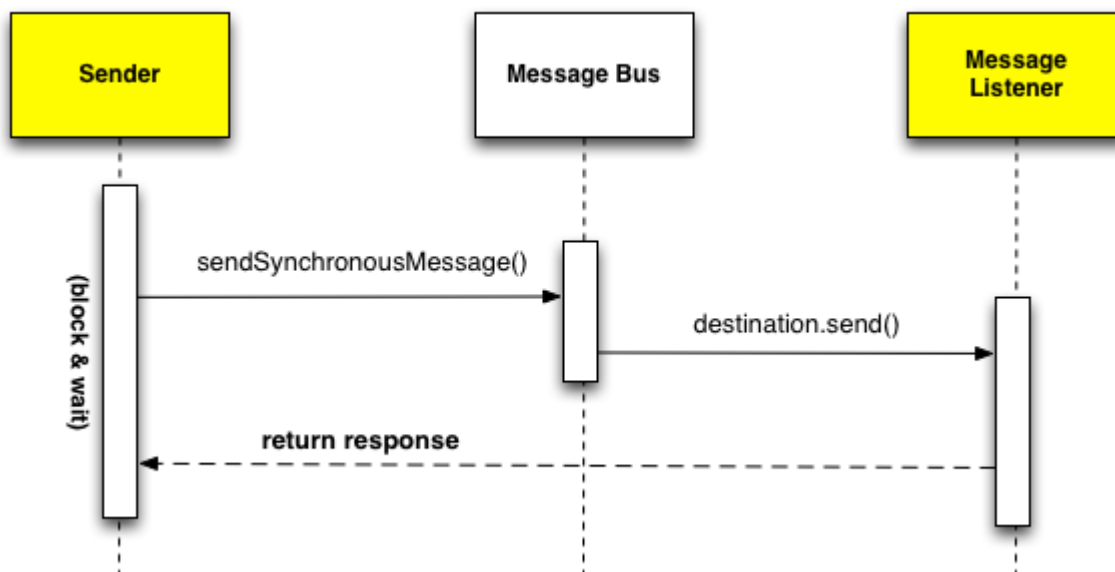 Sender
Message Bus
Message
Listener
sendSynchronousMessage()
(block & wait)
destination.send()
return response